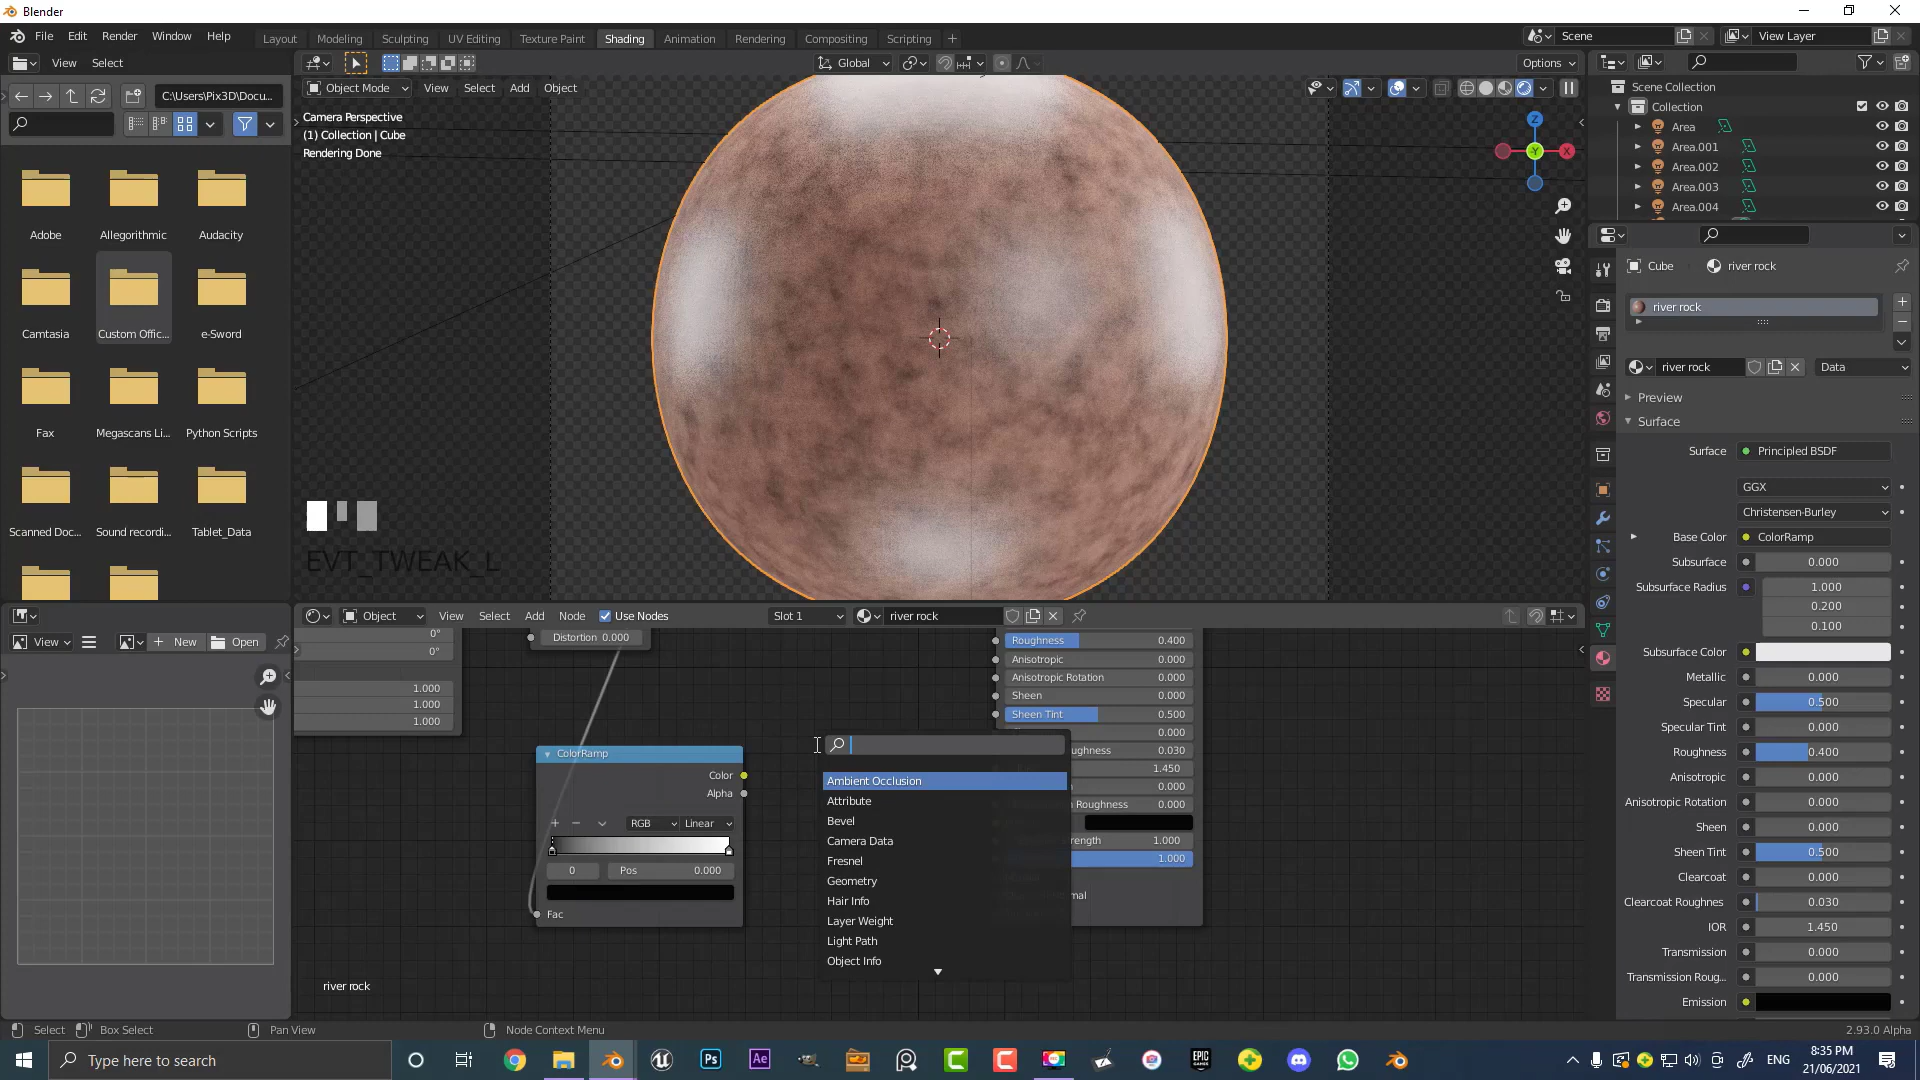 Blender
File Edit Render Window Help
Layout Modeling Sculpting UV Editing Texture Paint Shading Animation Rendering Compositing Scripting +
Scene
View Layer
View Select
Global
Options
C:\Users\Pix3D\Docu...
Object Mode View Select Add Object
Camera Perspective
(1) Collection | Cube
Rendering Done
Z
Y
X
Scene Collection
Collection
Area
Area.001
Area.002
Area.003
Area.004
Adobe Allegorithmic Audacity
Camtasia Custom Offic... e-Sword
Fax Megascans Li... Python Scripts
Scanned Doc... Sound recordi... Tablet_Data
EVT_TWEAK_L
Cube river rock
river rock
river rock Data
Preview
Surface
Surface Principled BSDF
GGX
Christensen-Burley
Base Color ColorRamp
Subsurface 0.000
Subsurface Radius 1.000
0.200
0.100
Subsurface Color
Metallic 0.000
Specular 0.500
Specular Tint 0.000
Roughness 0.400
Anisotropic 0.000
Anisotropic Rotation 0.000
Sheen 0.000
Sheen Tint 0.500
Clearcoat 0.000
Clearcoat Roughnes 0.030
IOR 1.450
Transmission 0.000
Transmission Roug... 0.000
Emission
View New Open
Object View Select Add Node Use Nodes Slot 1 river rock
0°
0°
1.000
1.000
1.000
Distortion 0.000
ColorRamp
Color
Alpha
RGB Linear
0 Pos 0.000
Fac
Roughness 0.400
Anisotropic 0.000
Anisotropic Rotation 0.000
Sheen 0.000
Sheen Tint 0.500
0.000
ughness 0.030
1.450
0.000
Roughness 0.004
rength 1.000
1.000
mal
Ambient Occlusion
Attribute
Bevel
Camera Data
Fresnel
Geometry
Hair Info
Layer Weight
Light Path
Object Info
river rock
Select Box Select Pan View Node Context Menu 2.93.0 Alpha
Type here to search
Ps Ae
EPIC GAMES
ENG
8:35 PM
21/06/2021